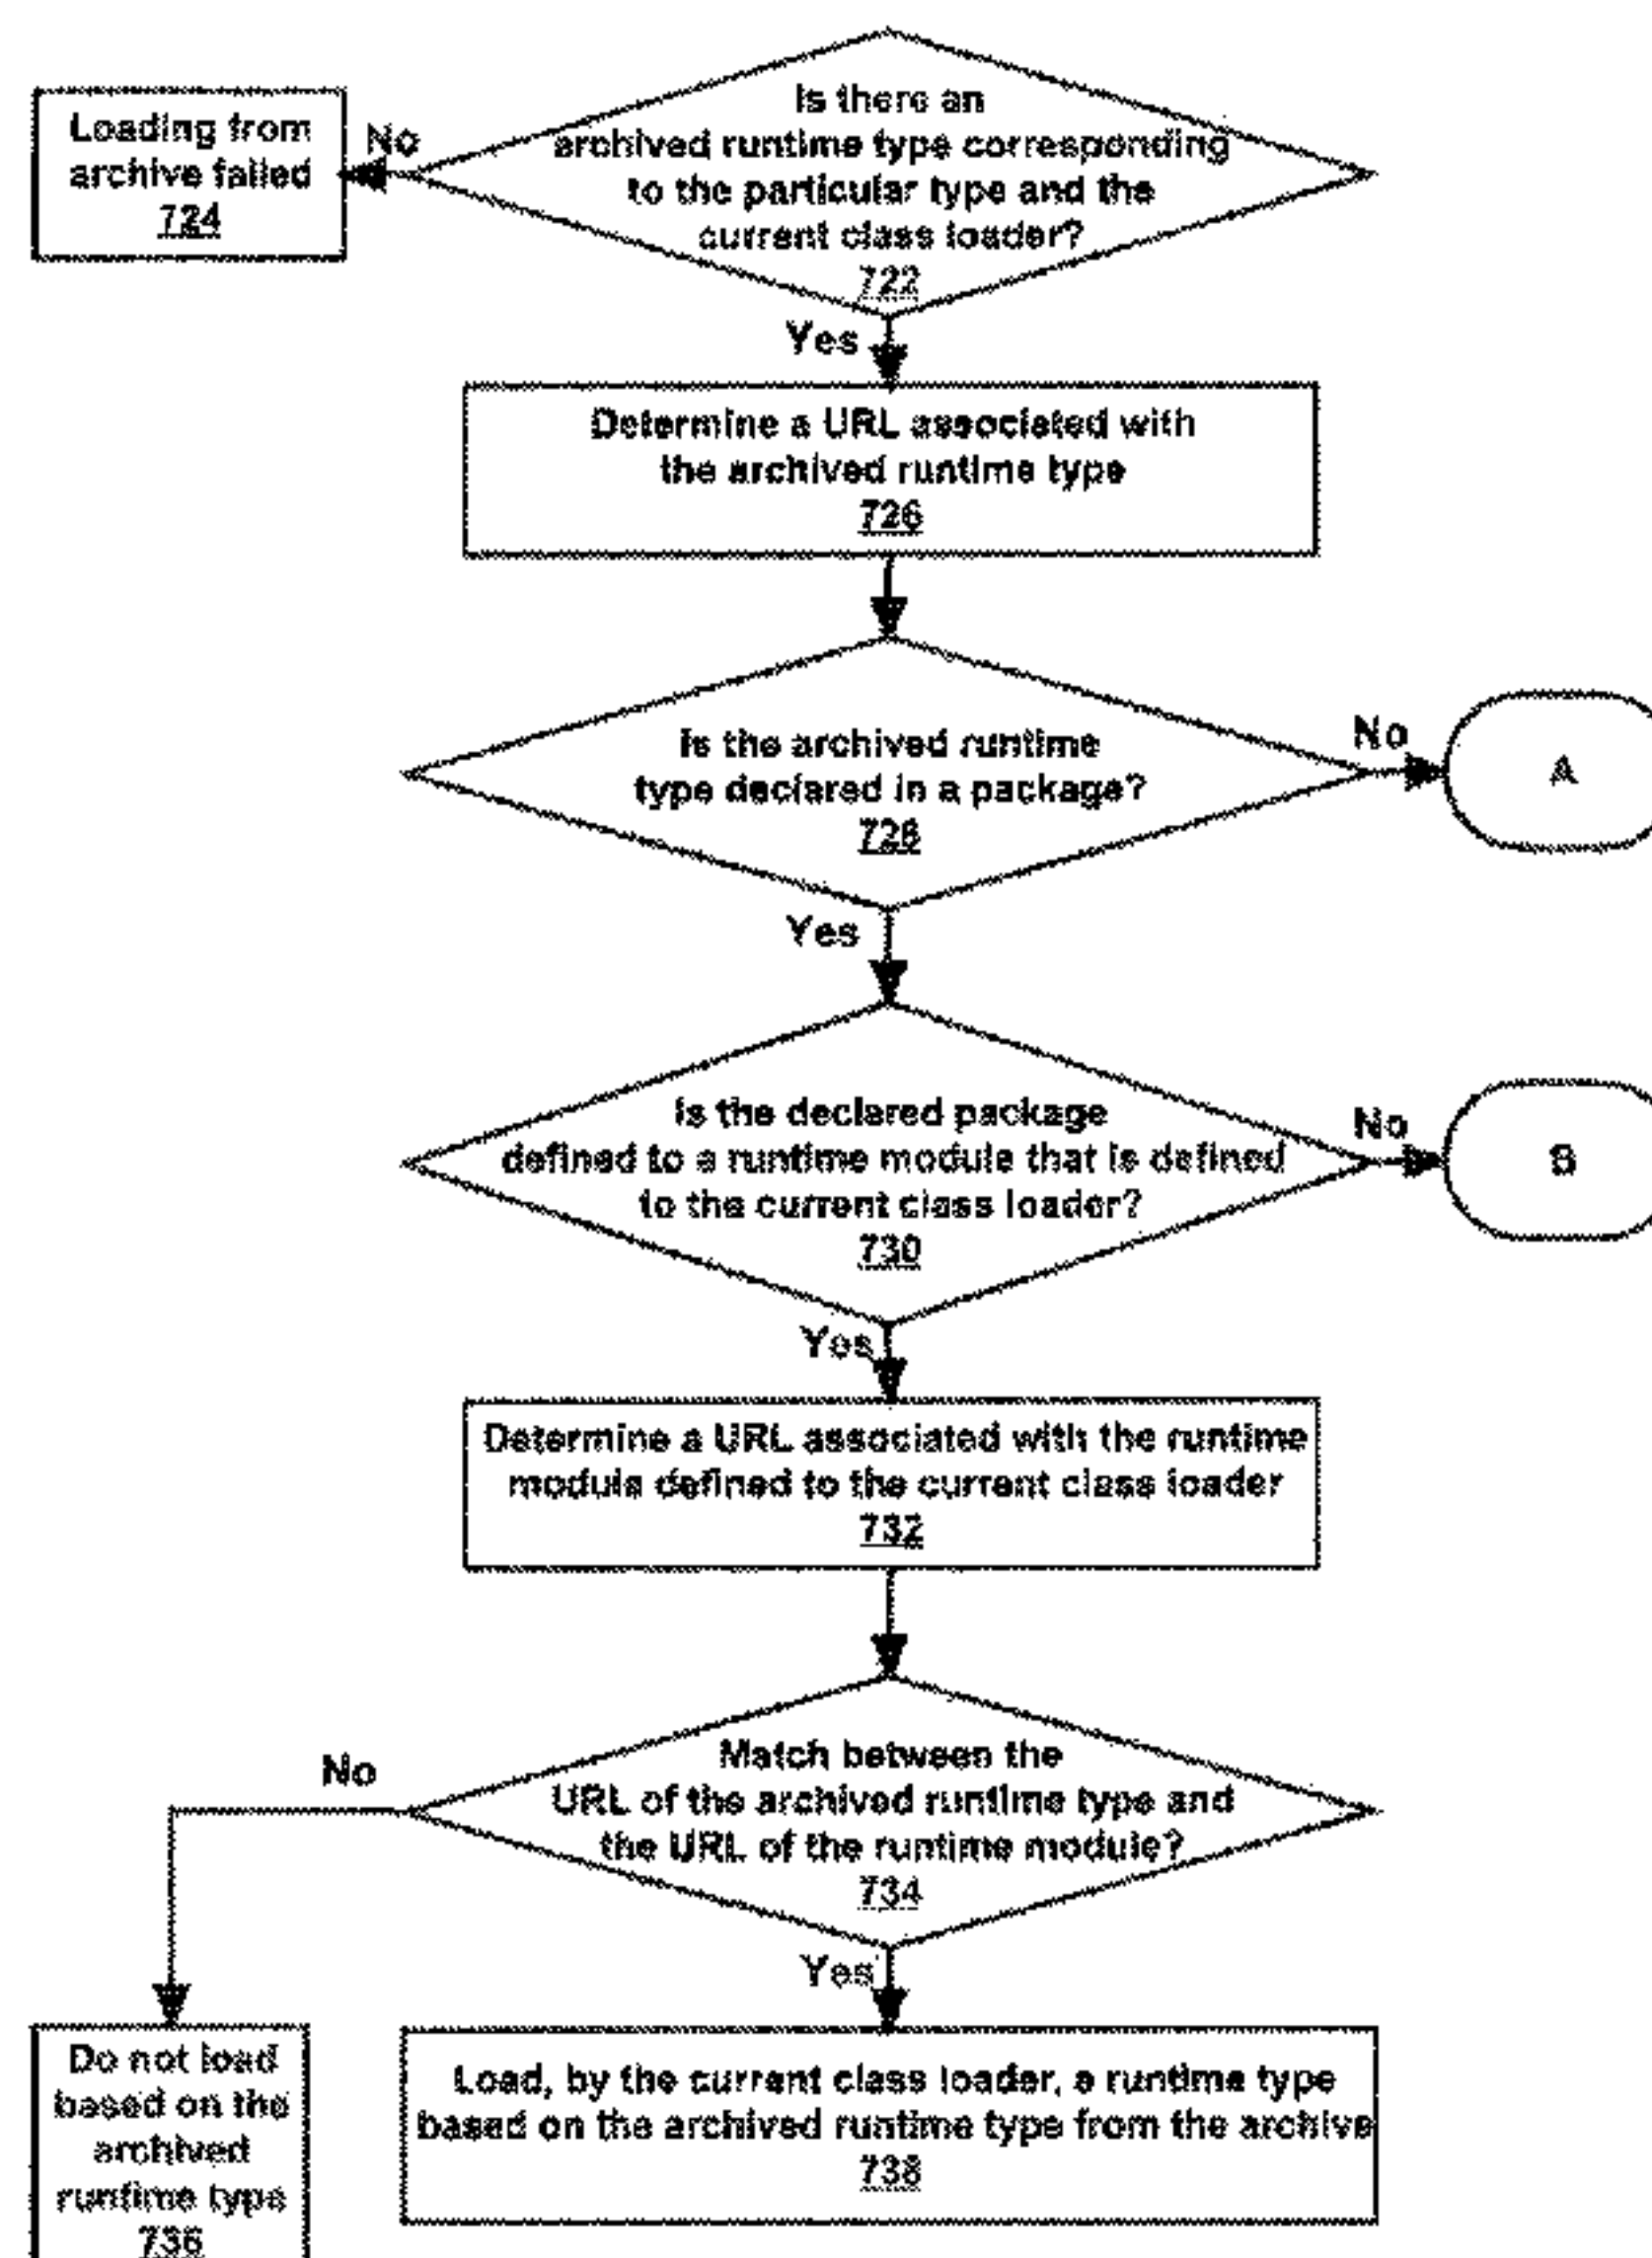 Is there an
archived runtime type corresponding
to the particular type and the
current class loader?
722
No
Loading from
archive failed
724
Yes
Determine a URL associated with
the archived runtime type
726
Is the archived runtime
type declared in a package?
728
No
A
Yes
Is the declared package
defined to a runtime module that is defined
to the current class loader?
730
No
B
Yes
Determine a URL associated with the runtime
module defined to the current class loader
732
Match between the
URL of the archived runtime type and
the URL of the runtime module?
734
No
Yes
Do not load
based on the
archived
runtime type
736
Load, by the current class loader, a runtime type
based on the archived runtime type from the archive
738